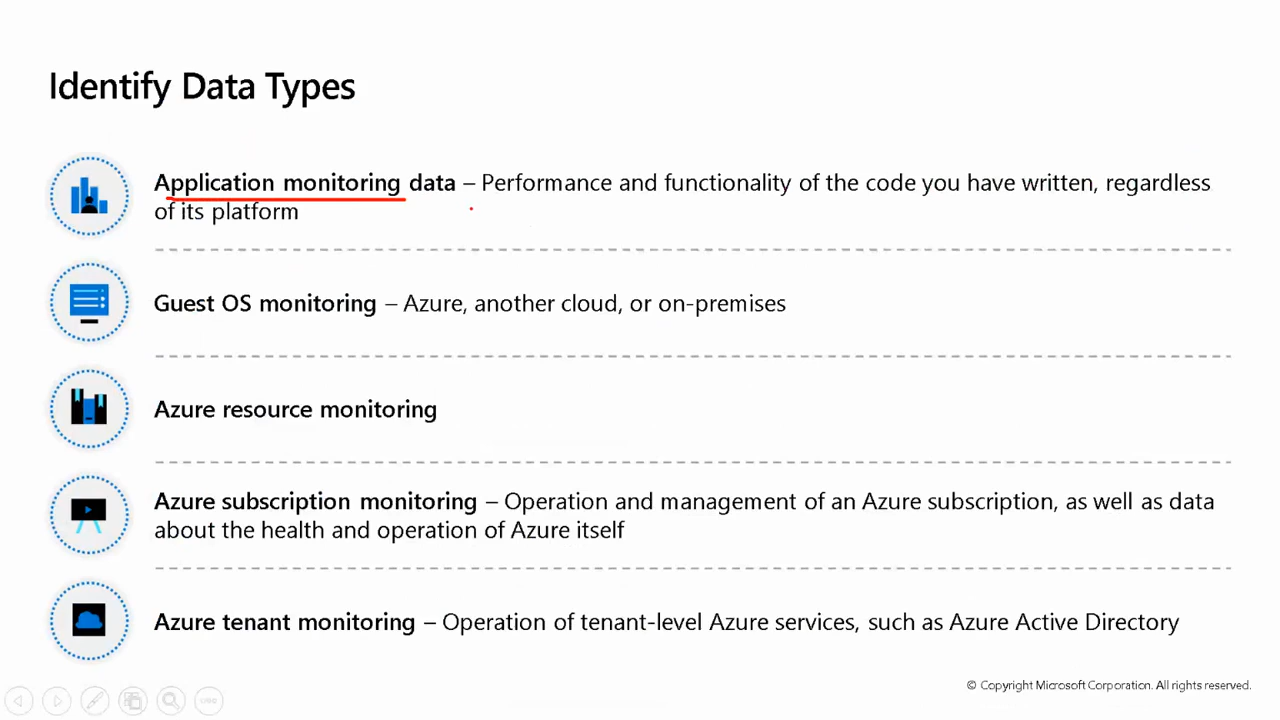 Identify Data Types
Application monitoring data – Performance and functionality of the code you have written, regardless
of its platform
Guest OS monitoring – Azure, another cloud, or on-premises
Azure resource monitoring
Azure subscription monitoring – Operation and management of an Azure subscription, as well as data
about the health and operation of Azure itself
Azure tenant monitoring – Operation of tenant-level Azure services, such as Azure Active Directory
© Copyright Microsoft Corporation. All rights reserved.